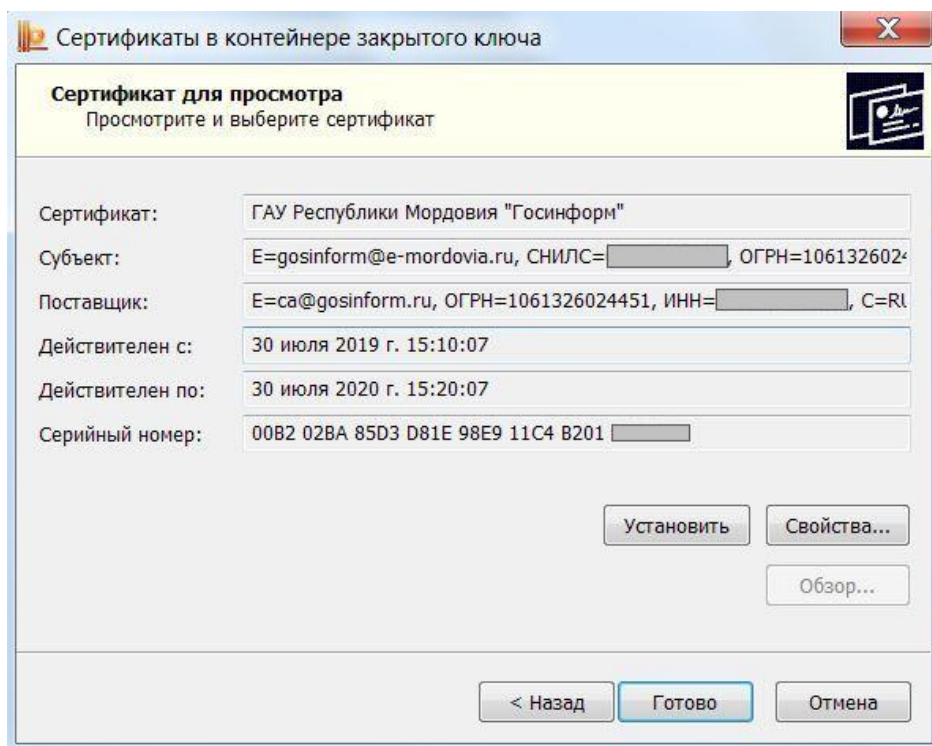 Сертификаты в контейнере закрытого ключа
Сертификат для просмотра
Просмотрите и выберите сертификат
Сертификат: ГАУ Республики Мордовия "Госинформ"
Субъект: E=gosinform@e-mordovia.ru, СНИЛС= , ОГРН=106132602
Поставщик: E=ca@gosinform.ru, ОГРН=1061326024451, ИНН= , C=RU
Действителен с: 30 июля 2019 г. 15:10:07
Действителен по: 30 июля 2020 г. 15:20:07
Серийный номер: 00B2 02BA 85D3 D81E 98E9 11C4 B201
Установить Свойства...
Обзор...
< Назад Готово Отмена